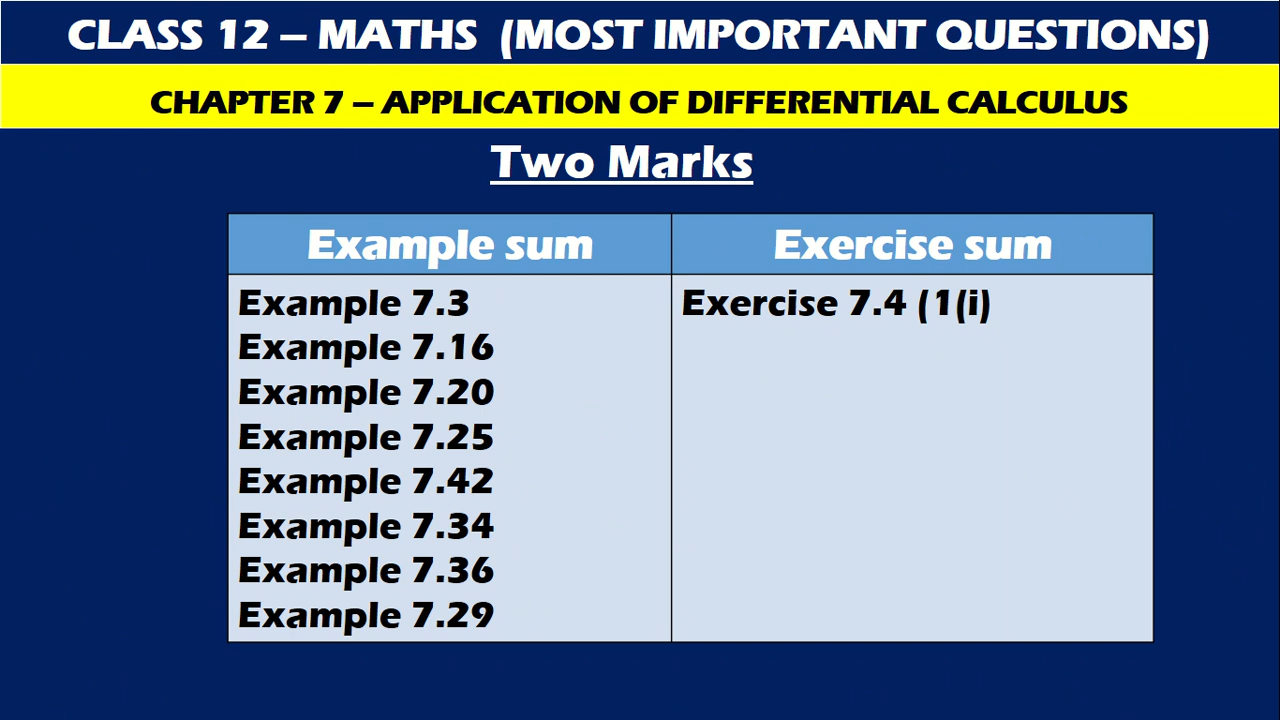 CLASS 12 – MATHS (MOST IMPORTANT QUESTIONS)
CHAPTER 7 – APPLICATION OF DIFFERENTIAL CALCULUS
Two Marks
Example sum
Exercise sum
Example 7.3
Exercise 7.4 (1(i)
Example 7.16
Example 7.20
Example 7.25
Example 7.42
Example 7.34
Example 7.36
Example 7.29